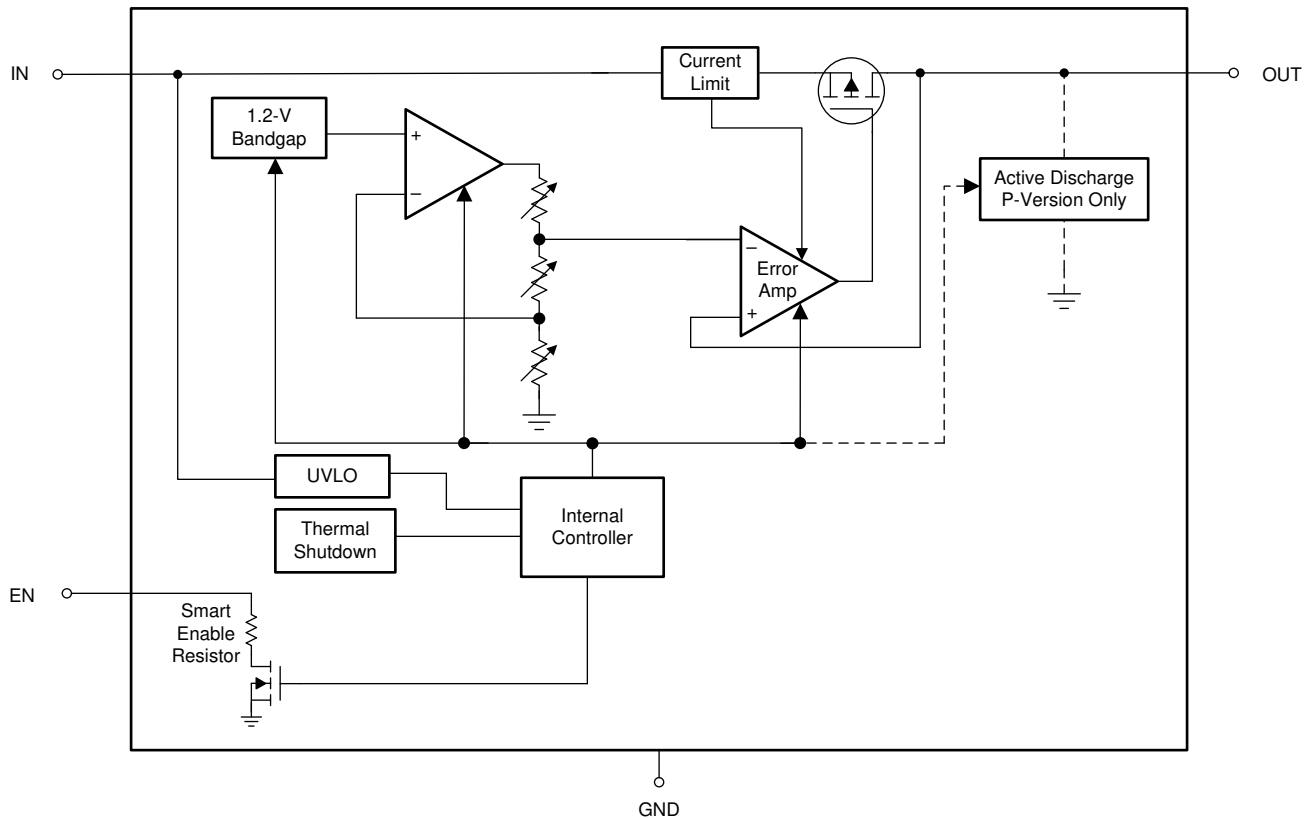 IN
Current
Limit
OUT
1.2-V
Bandgap
+
−
Active Discharge
P-Version Only
−
Error
Amp
+
UVLO
Thermal
Shutdown
Internal
Controller
EN
Smart
Enable
Resistor
GND